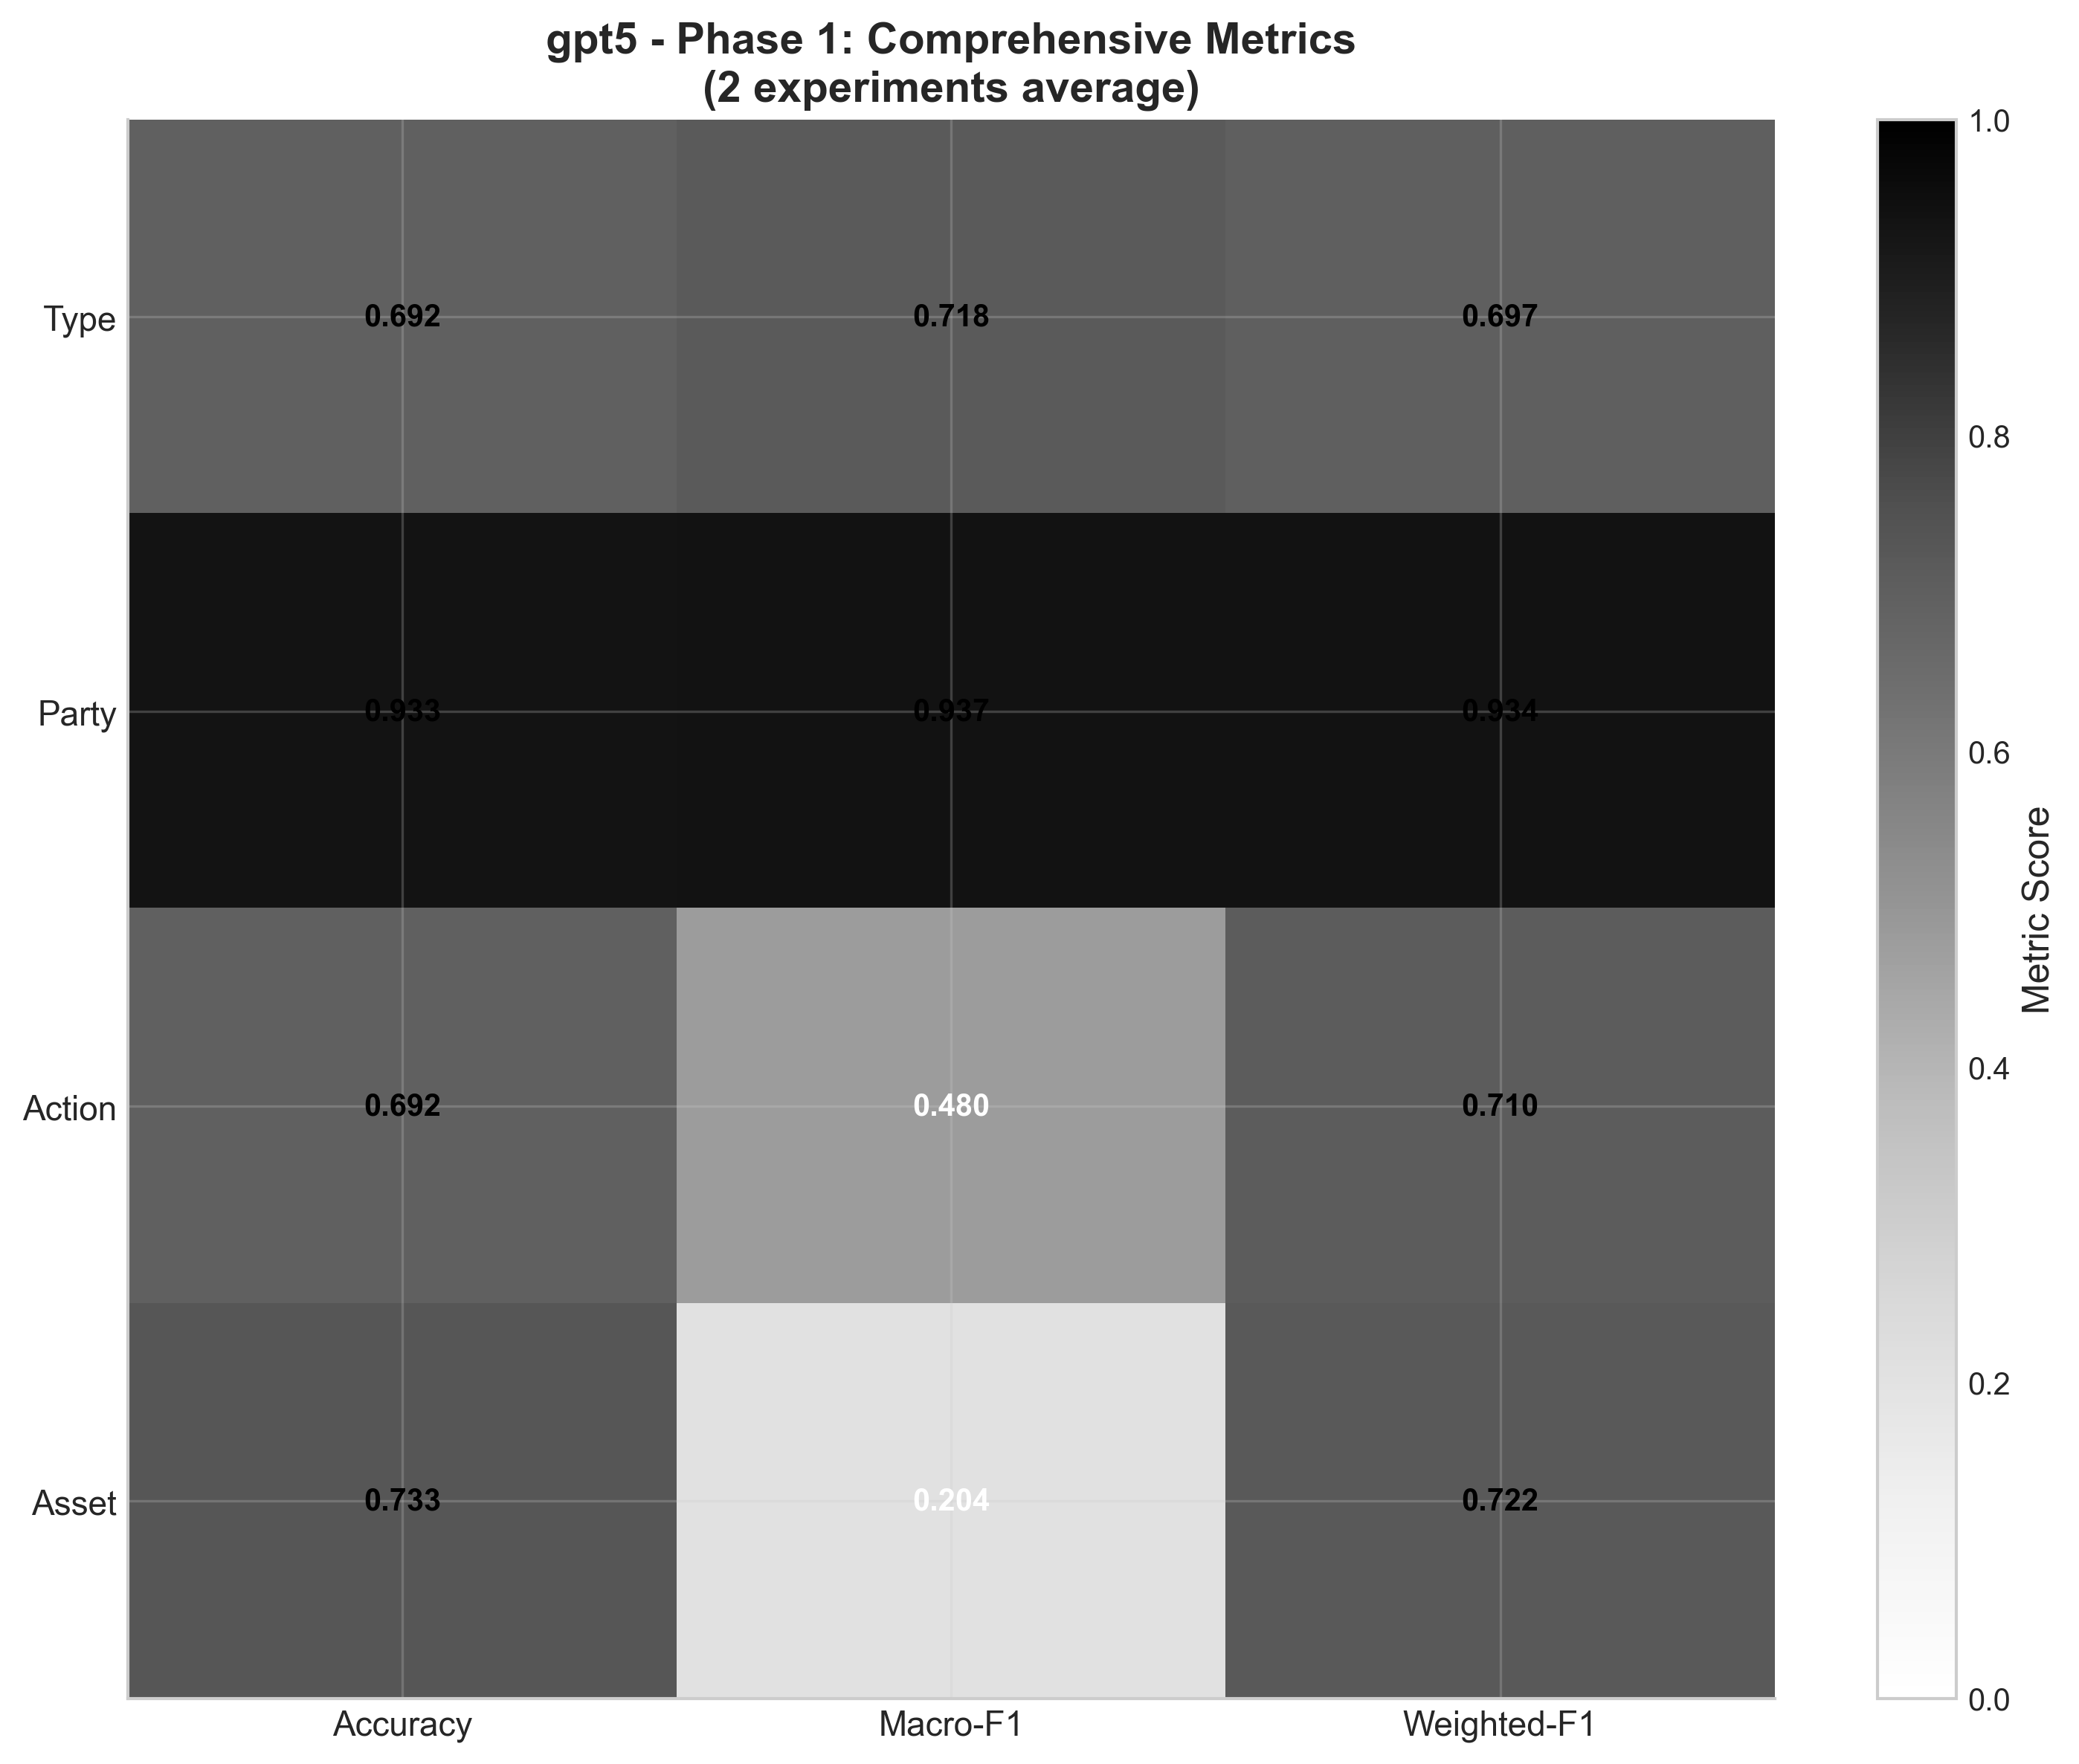 gpt5 - Phase 1: Comprehensive Metrics
(2 experiments average)
1.0
Type
0.692
0.718
0.697
0.8
Party
0.933
0.937
0.934
0.6
Metric Score
0.4
Action
0.692
0.480
0.710
0.2
Asset
0.733
0.204
0.722
0.0
Accuracy
Macro-F1
Weighted-F1